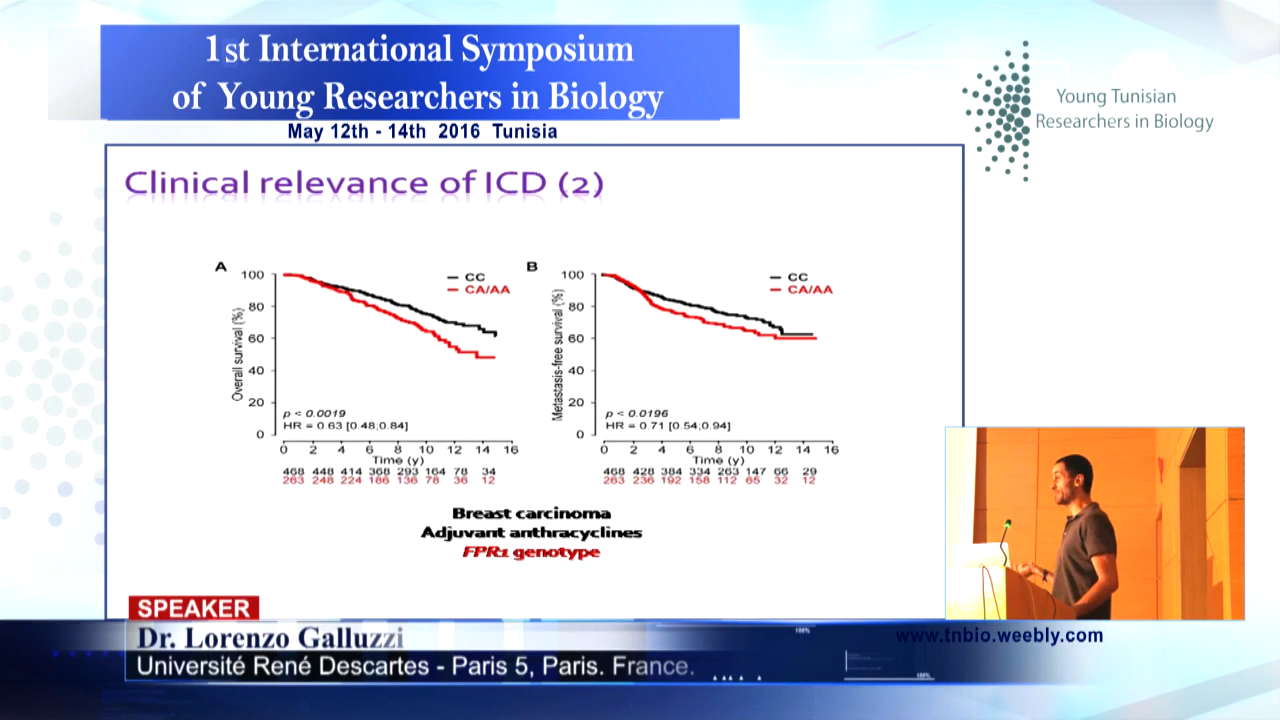 1st International Symposium
of Young Researchers in Biology
May 12th - 14th 2016 Tunisia
Young Tunisian
Researchers in Biology
Clinical relevance of ICD (2)
A
CC
CA/AA
Overall survival (%)
100
80
60
40
20
0
p < 0.0019
HR = 0.63 [0.48;0.84]
0 2 4 6 8 10 12 14 16
Time (y)
468 448 414 368 293 164 78 34
263 248 224 186 136 78 36 12
B
CC
CA/AA
Metastasis-free survival (%)
100
80
60
40
20
0
p < 0.0196
HR = 0.71 [0.54;0.94]
0 2 4 6 8 10 12 14 16
Time (y)
468 428 384 334 263 147 66 29
263 236 192 158 112 65 32 12
Breast carcinoma
Adjuvant anthracyclines
FPR1 genotype
SPEAKER
Dr. Lorenzo Galluzzi
Université René Descartes - Paris 5, Paris. France.
100%
www.tnbio.weebly.com
100%